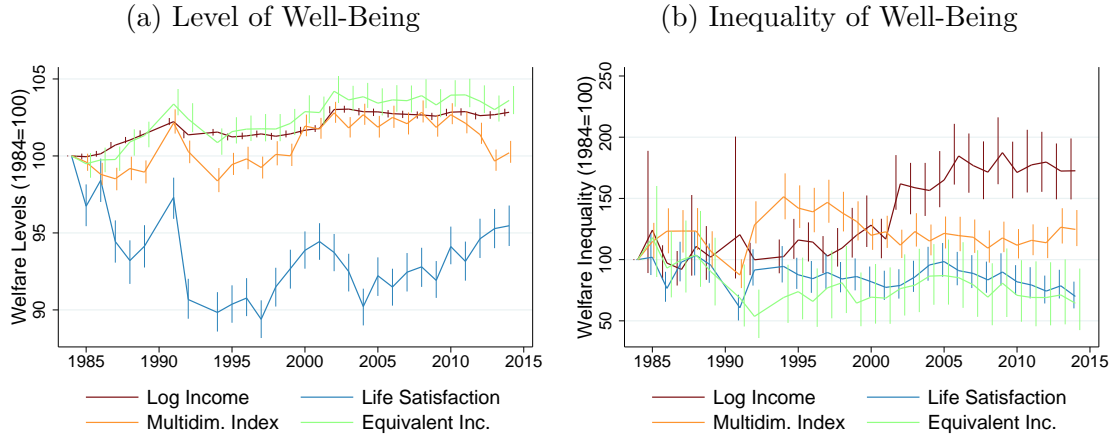 (a) Level of Well-Being
Welfare Levels (1984=100)
105
100
95
90
1985 1990 1995 2000 2005 2010 2015
Log Income Life Satisfaction
Multidim. Index Equivalent Inc.
(b) Inequality of Well-Being
Welfare Inequality (1984=100)
250
200
150
100
50
1985 1990 1995 2000 2005 2010 2015
Log Income Life Satisfaction
Multidim. Index Equivalent Inc.